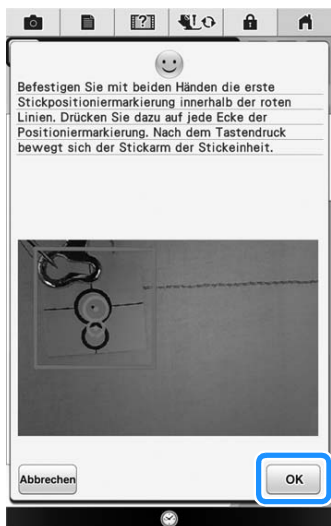 Befestigen Sie mit beiden Händen die erste
Stickpositioniermarkierung innerhalb der roten
Linien. Drücken Sie dazu auf jede Ecke der
Positioniermarkierung. Nach dem Tastendruck
bewegt sich der Stickarm der Stickeinheit.
Abbrechen
OK